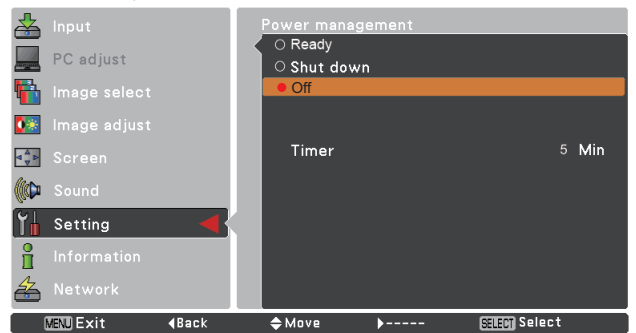 Input
PC adjust
Image select
Image adjust
Screen
Sound
Setting
Information
Network
Power management
Ready
Shut down
Off
Timer 5 Min
MENU Exit ◀Back Move ▶----- SELECT Select